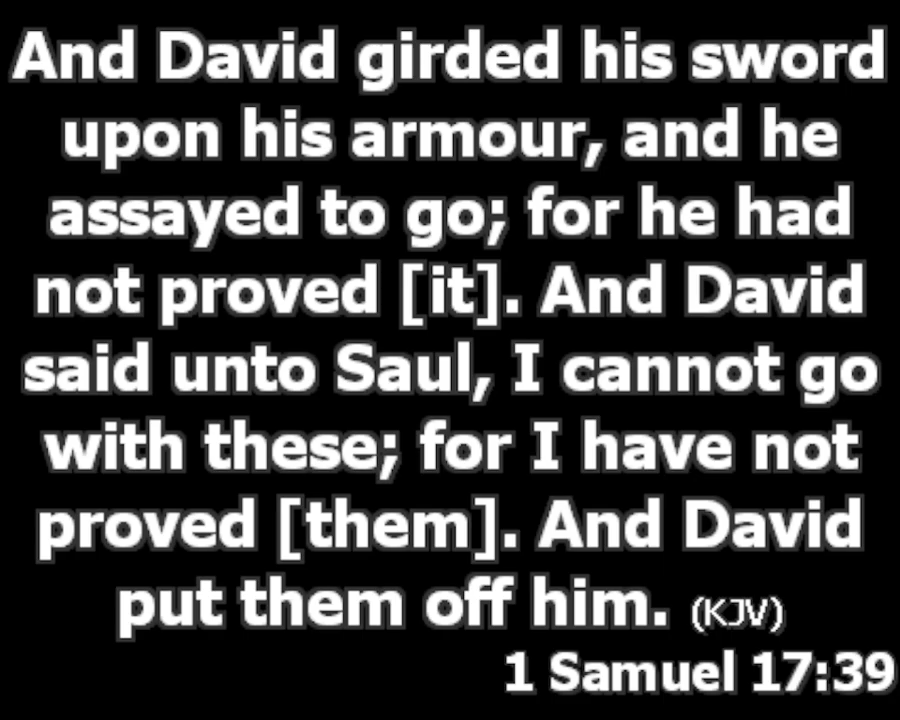 And David girded his sword
upon his armour, and he
assayed to go; for he had
not proved [it]. And David
said unto Saul, I cannot go
with these; for I have not
proved [them]. And David
put them off him. (KJV)
1 Samuel 17:39